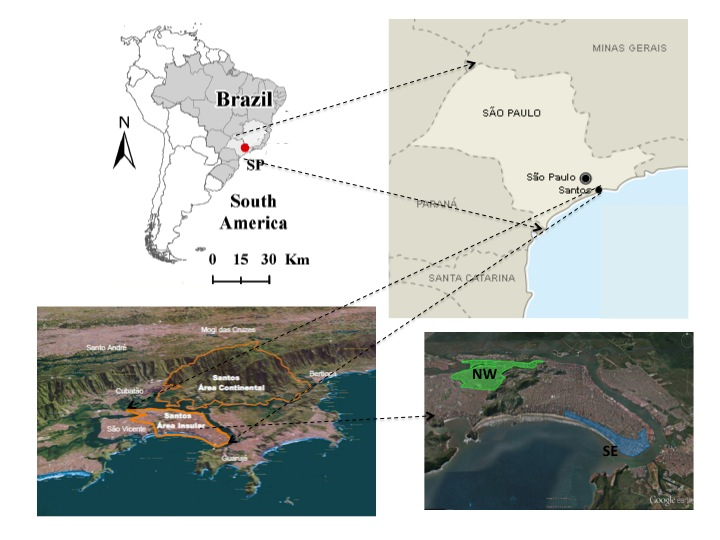 N
Brazil
SP
South
America
0 15 30 Km
MINAS GERAIS
SÃO PAULO
São Paulo
Santos
PARANÁ
SANTA CATARINA
Mogi das Cruzes
Santo André
Santos
Área Continental
Bertioga
Cubatão
Santos
Área Insular
São Vicente
Guarujá
NW
SE
Google earth